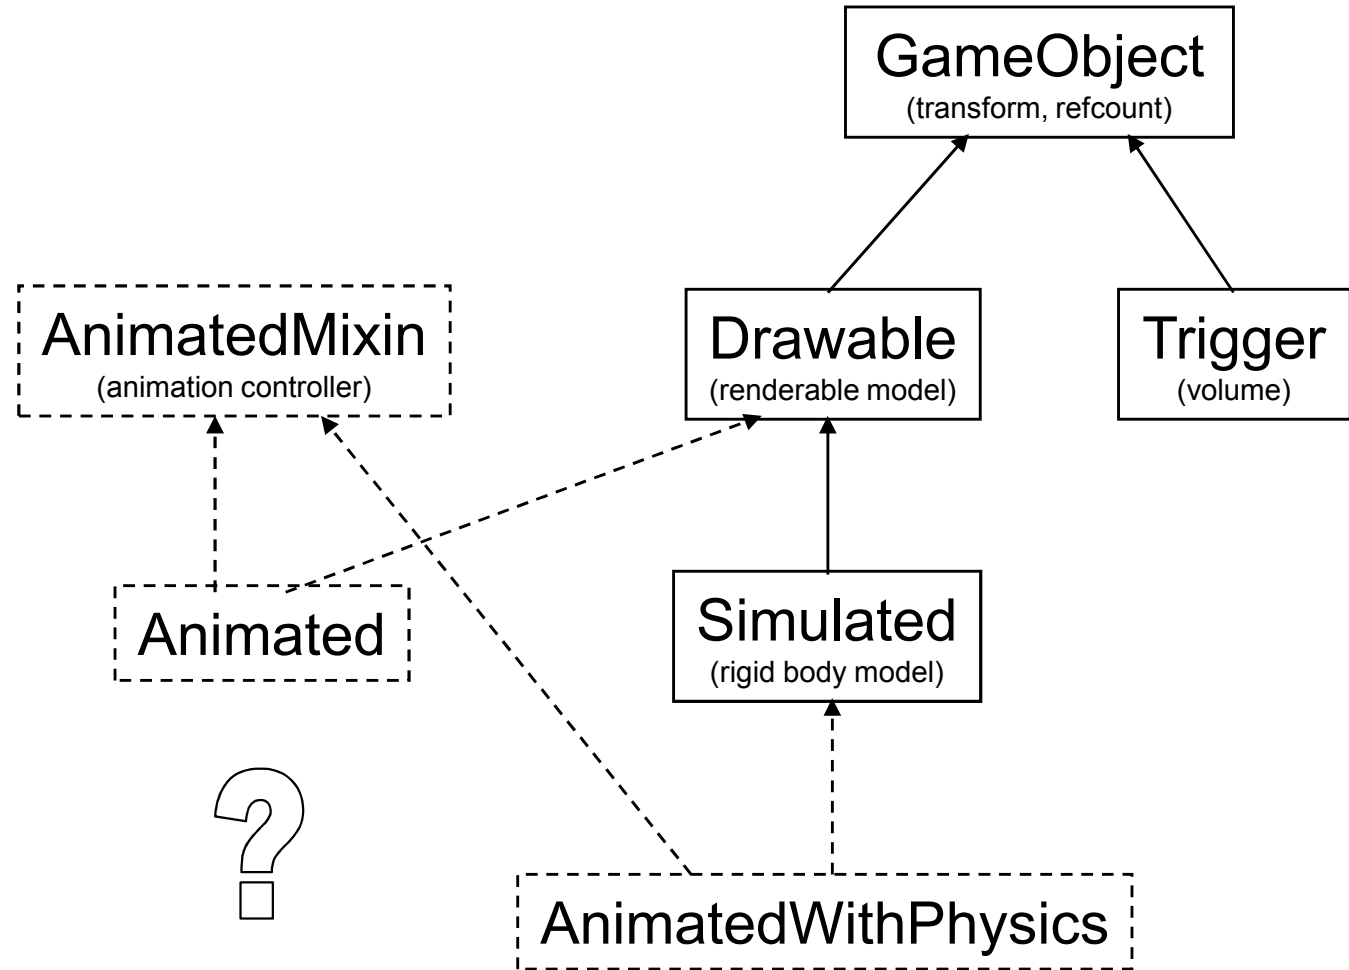 GameObject
(transform, refcount)
AnimatedMixin
(animation controller)
Drawable
(renderable model)
Trigger
(volume)
Animated
Simulated
(rigid body model)
?
AnimatedWithPhysics